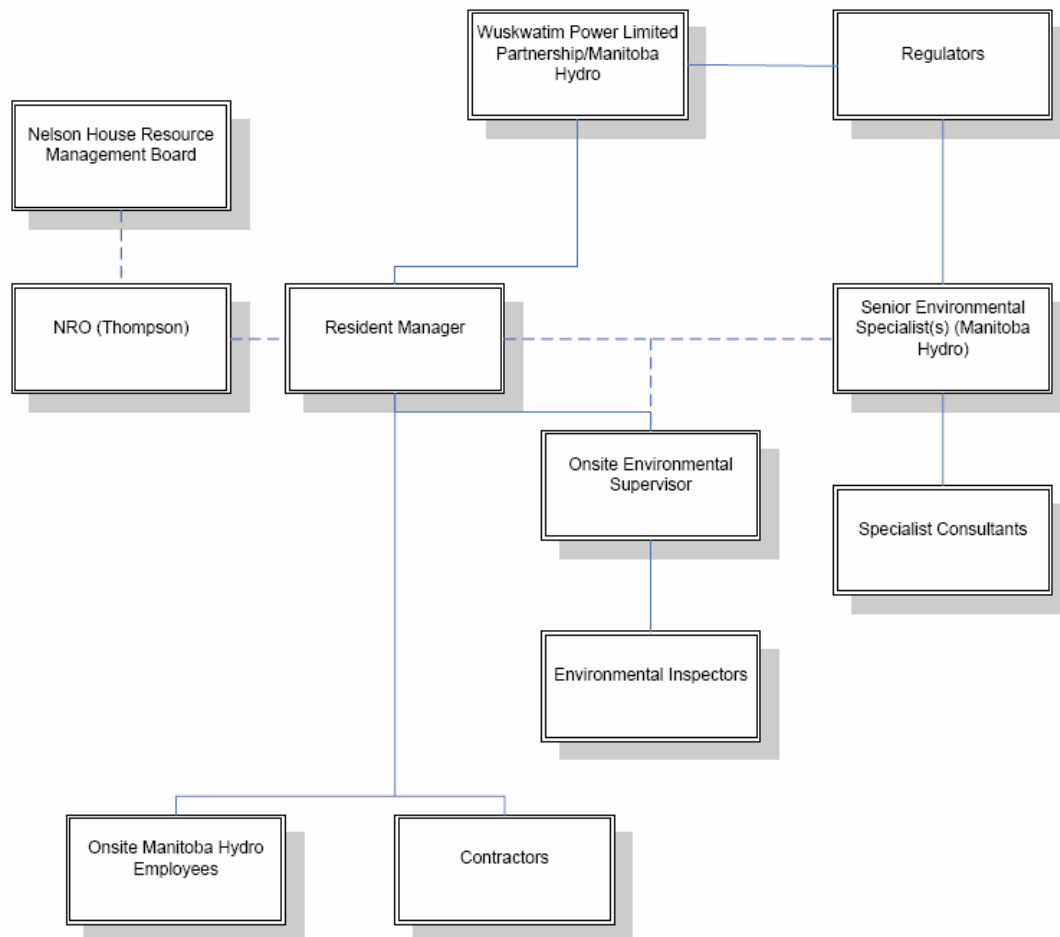 Wuskwatim Power Limited
Partnership/Manitoba
Hydro
Regulators
Nelson House Resource
Management Board
NRO (Thompson)
Resident Manager
Senior Environmental
Specialist(s) (Manitoba
Hydro)
Onsite Environmental
Supervisor
Specialist Consultants
Environmental Inspectors
Onsite Manitoba Hydro
Employees
Contractors